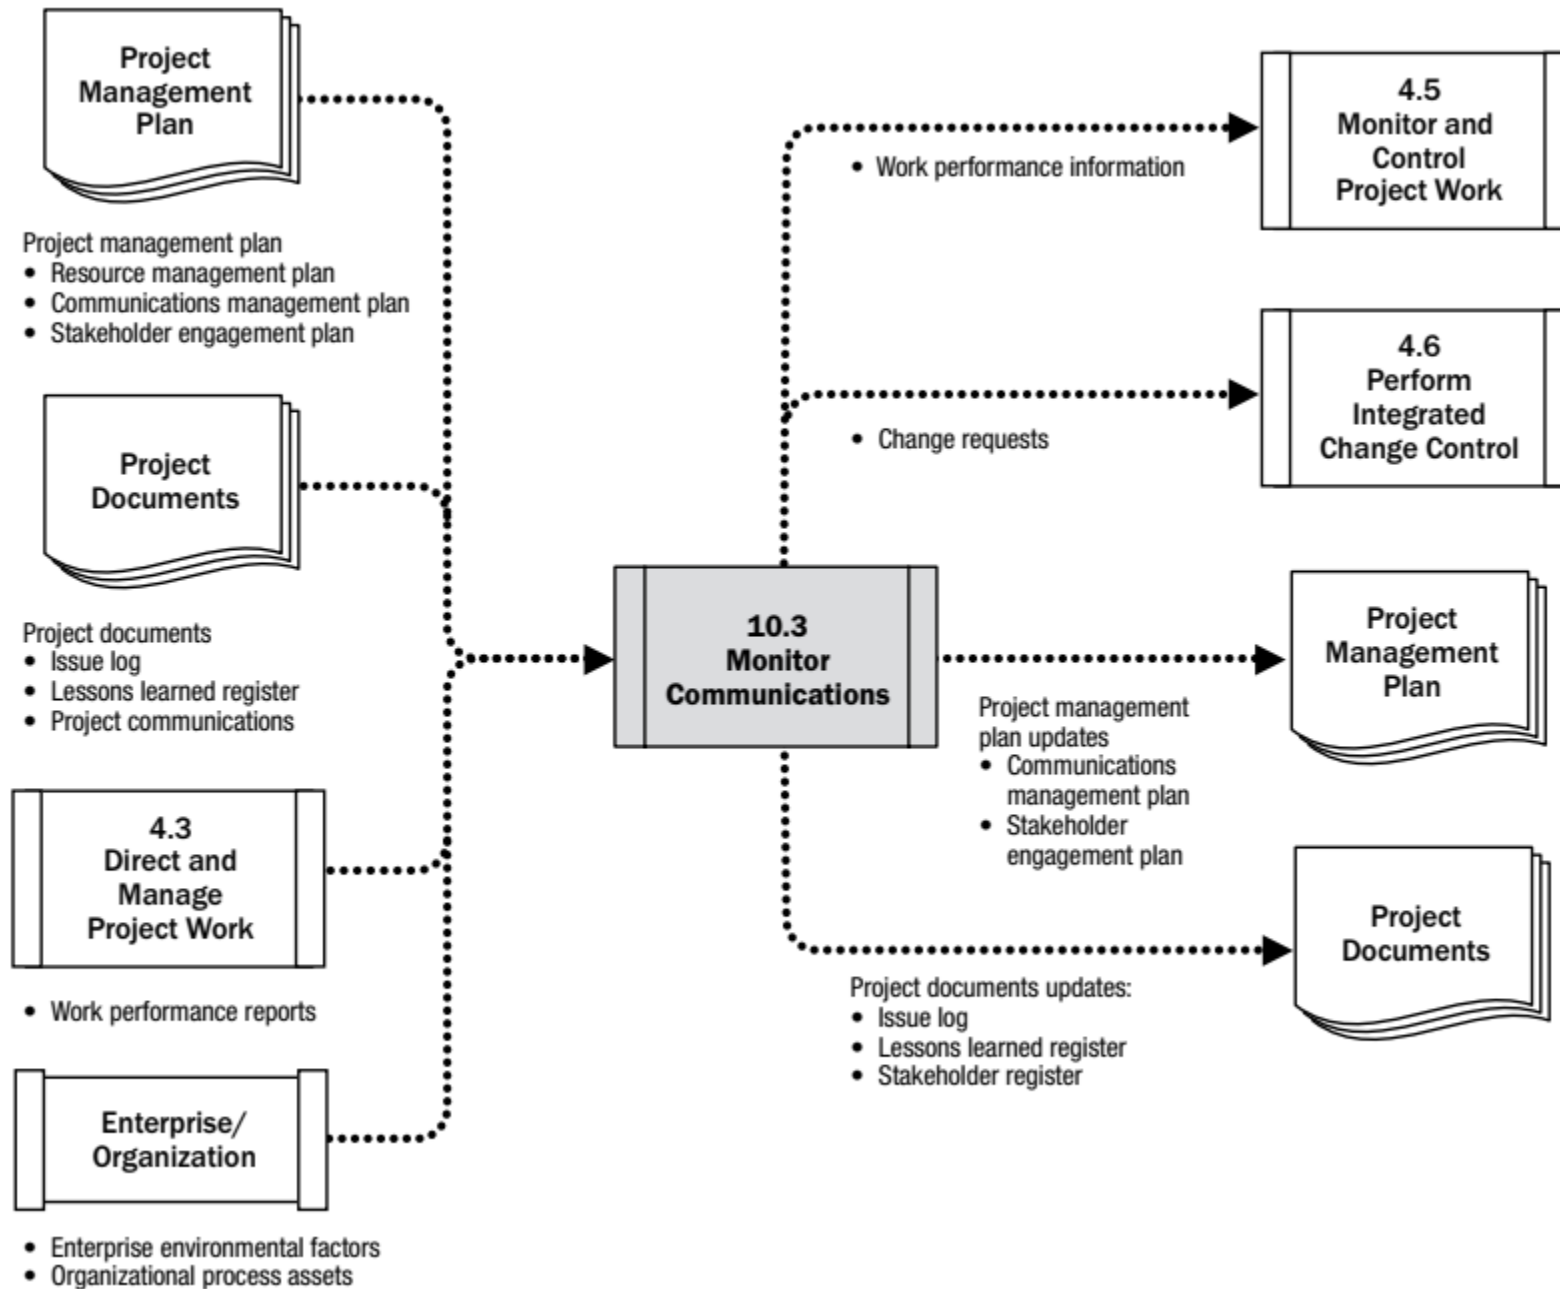 Project
Management
Plan
Project management plan
• Resource management plan
• Communications management plan
• Stakeholder engagement plan
Project
Documents
Project documents
• Issue log
• Lessons learned register
• Project communications
4.3
Direct and
Manage
Project Work
• Work performance reports
Enterprise/
Organization
• Enterprise environmental factors
• Organizational process assets
10.3
Monitor
Communications
• Work performance information
4.5
Monitor and
Control
Project Work
• Change requests
4.6
Perform
Integrated
Change Control
Project management
plan updates
• Communications
management plan
• Stakeholder
engagement plan
Project
Management
Plan
Project documents updates:
• Issue log
• Lessons learned register
• Stakeholder register
Project
Documents